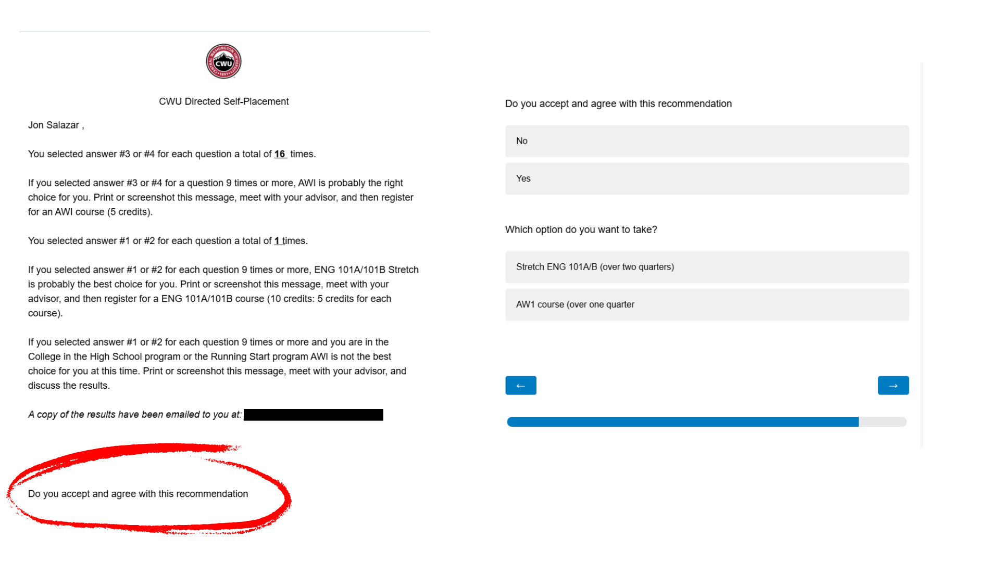 CENTRAL WASHINGTON UNIVERSITY
CWU
1891
CWU Directed Self-Placement
Jon Salazar ,
You selected answer #3 or #4 for each question a total of 16 times.
If you selected answer #3 or #4 for a question 9 times or more, AWI is probably the right
choice for you. Print or screenshot this message, meet with your advisor, and then register
for an AWI course (5 credits).
You selected answer #1 or #2 for each question a total of 1 times.
If you selected answer #1 or #2 for each question 9 times or more, ENG 101A/101B Stretch
is probably the best choice for you. Print or screenshot this message, meet with your
advisor, and then register for a ENG 101A/101B course (10 credits: 5 credits for each
course).
If you selected answer #1 or #2 for each question 9 times or more and you are in the
College in the High School program or the Running Start program AWI is not the best
choice for you at this time. Print or screenshot this message, meet with your advisor, and
discuss the results.
A copy of the results have been emailed to you at:
Do you accept and agree with this recommendation
Do you accept and agree with this recommendation
No
Yes
Which option do you want to take?
Stretch ENG 101A/B (over two quarters)
AW1 course (over one quarter
←
→